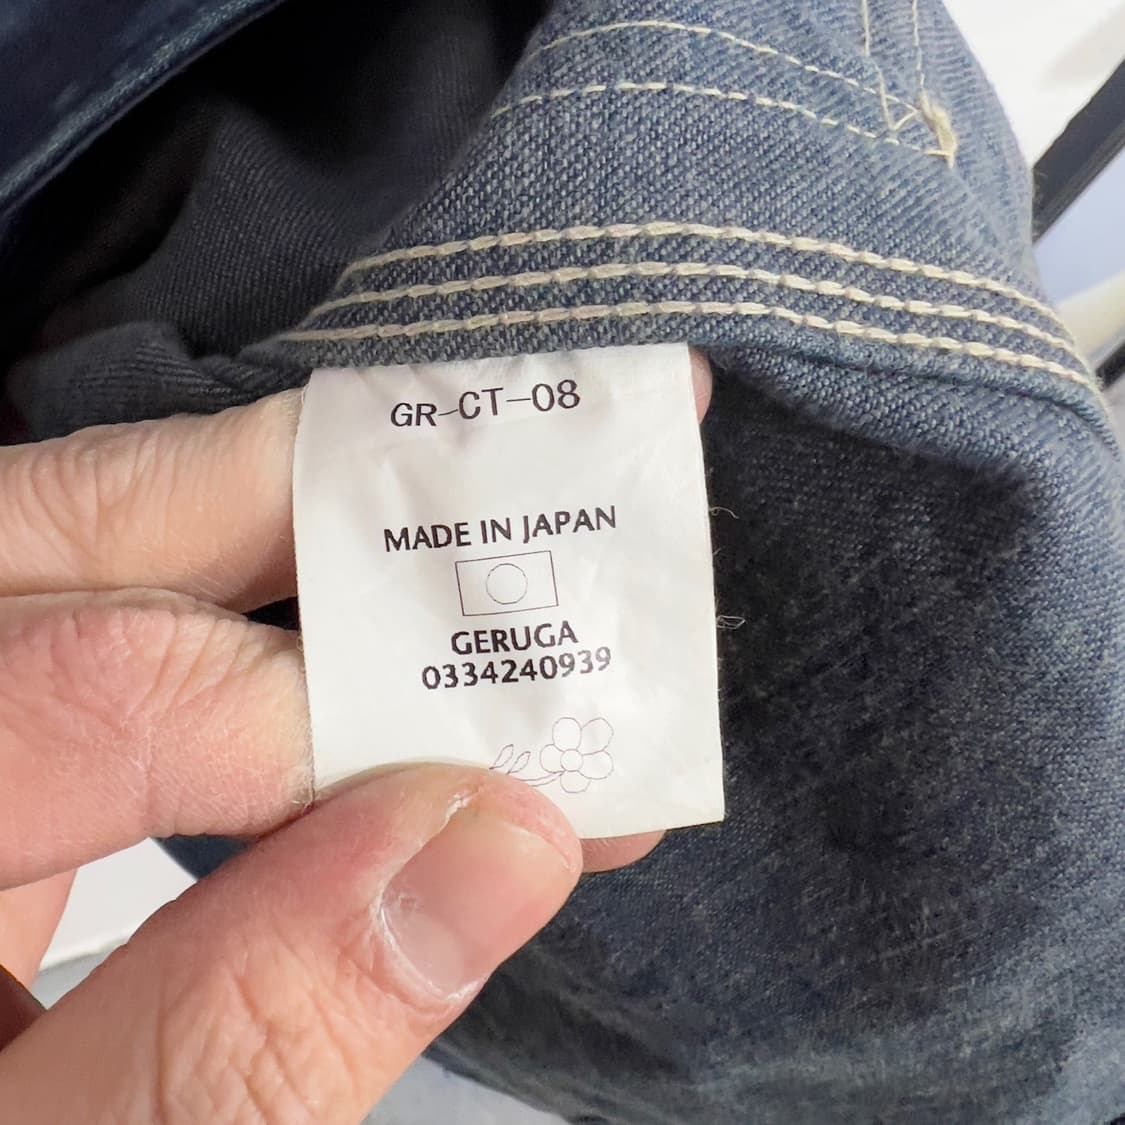 GR-CT-08
MADE IN JAPAN
GERUGA
0334240939